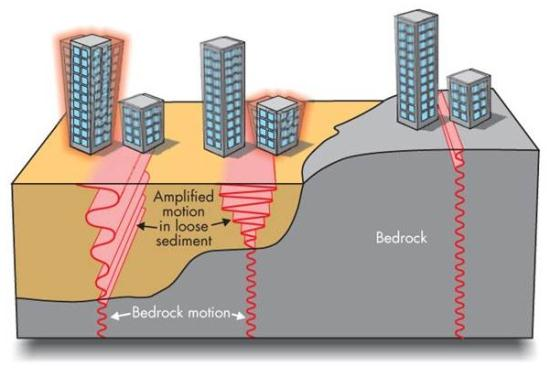 Amplified
motion
in loose
sediment
Bedrock
Bedrock motion